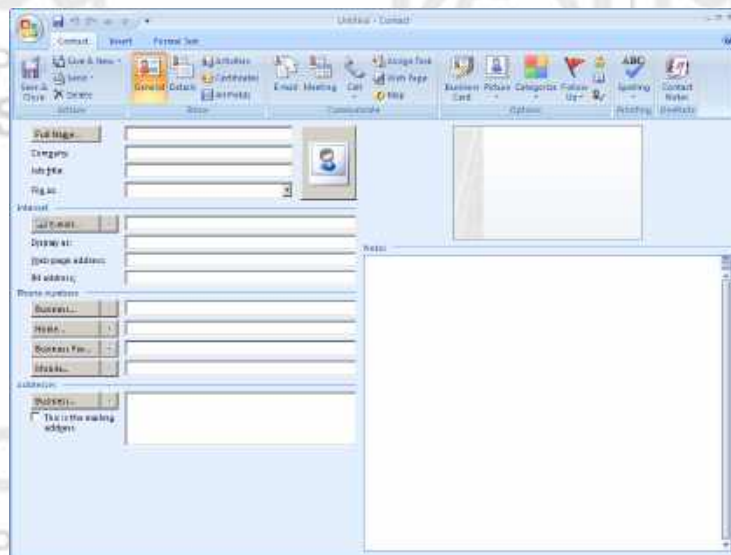 Untitled - Contact
Contact Insert Format Text
Save & Close
Save & New
Send
Delete
Actions
General
Details
Activities
Certificates
All Fields
Show
E-mail
Meeting
Call
Assign Task
Web Page
Map
Communicate
Business Card
Picture
Categorize
Follow Up
Options
ABC
Spelling
Proofing
Contact Notes
OneNote
Full Name...
Company:
Job title:
File as:
Internet
E-mail...
Display as:
Web page address:
IM address:
Phone numbers
Business...
Home...
Business Fax...
Mobile...
Addresses
Business...
This is the mailing
address
Notes